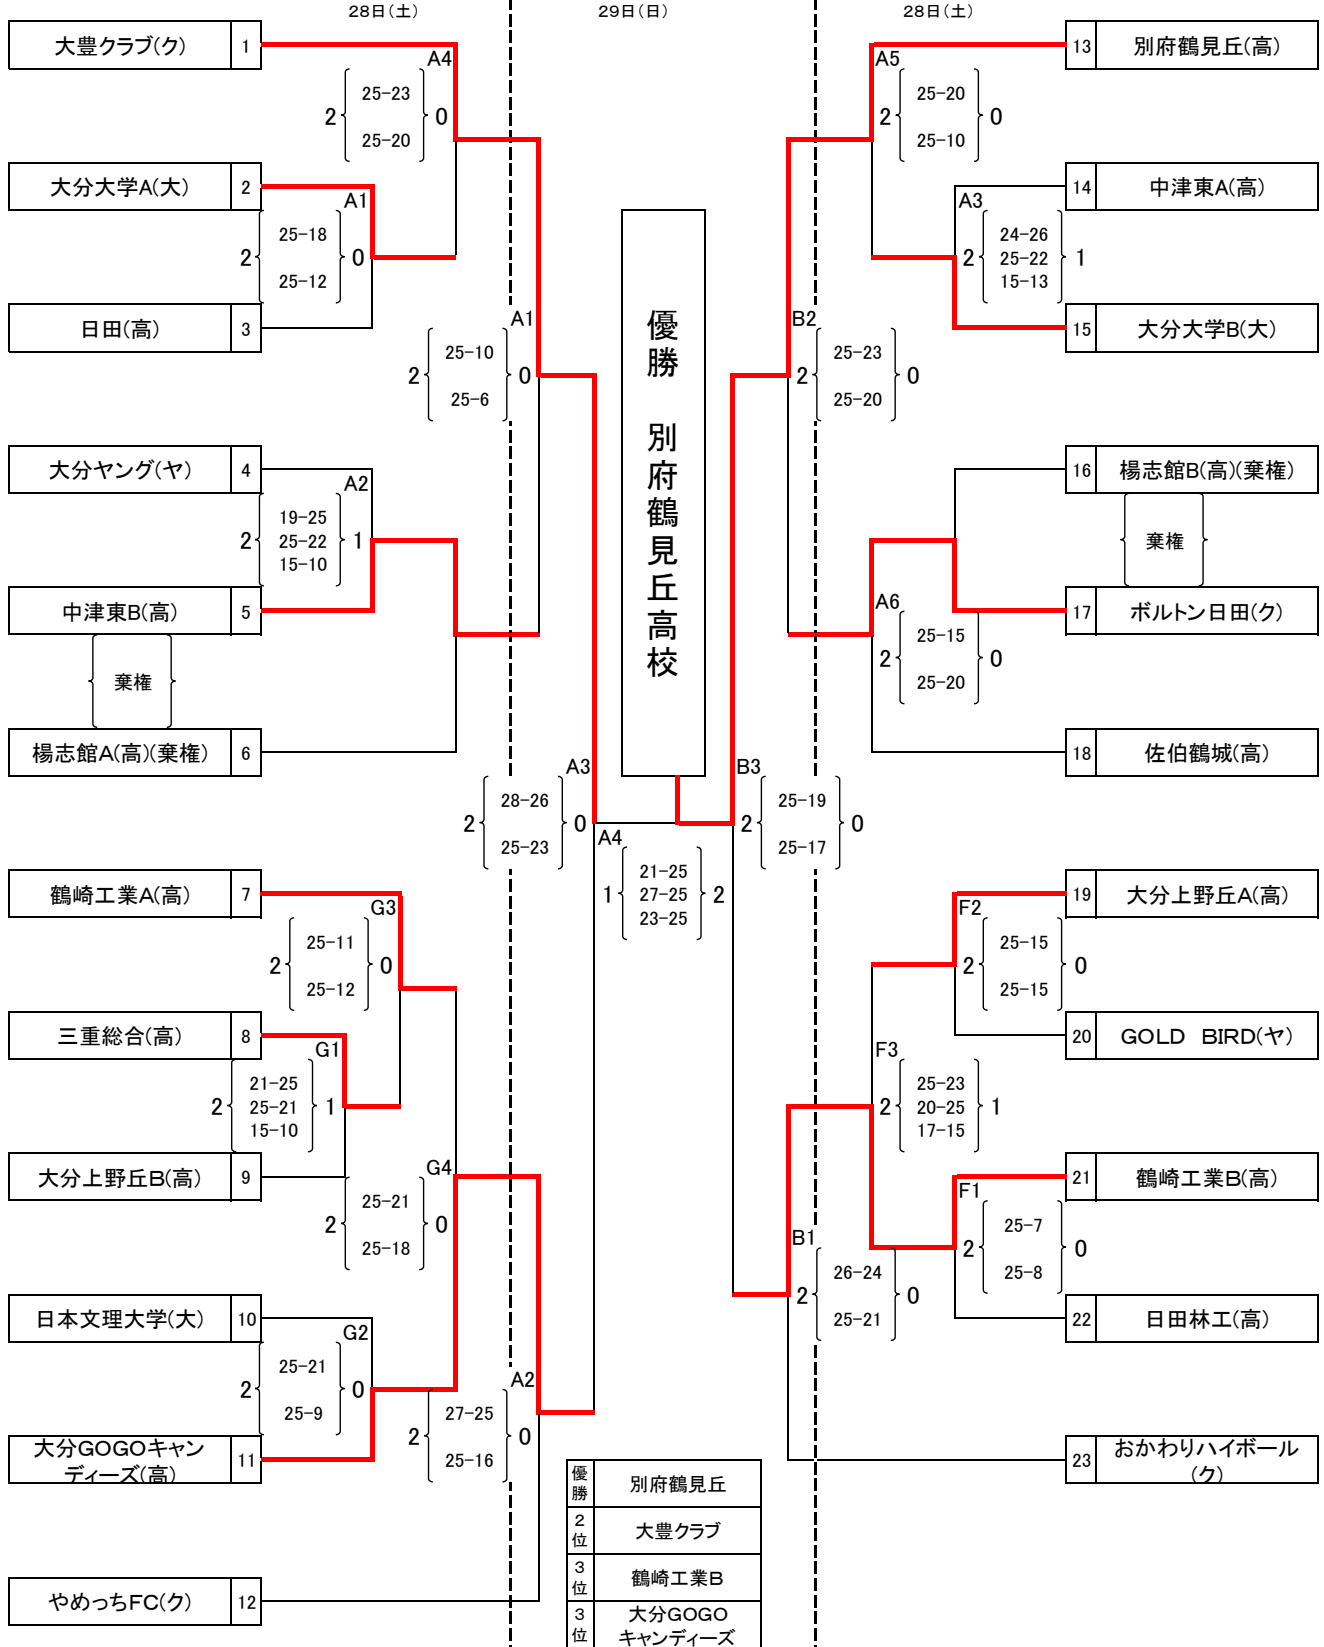 28日(土)
29日(日)
28日(土)
大豊クラブ(ク) 1
A4
2 25-23 0
25-20
大分大学A(大) 2
A1
2 25-18 0
25-12
日田(高) 3
A1
2 25-10 0
25-6
大分ヤング(ヤ) 4
A2
19-25
2 25-22 1
15-10
中津東B(高) 5
棄権
楊志館A(高)(棄権) 6
A3
2 28-26 0
25-23
鶴崎工業A(高) 7
G3
2 25-11 0
25-12
三重総合(高) 8
G1
21-25
2 25-21 1
15-10
大分上野丘B(高) 9
G4
2 25-21 0
25-18
日本文理大学(大) 10
G2
2 25-21 0
25-9
大分GOGOキャン
ディーズ(高) 11
A2
2 27-25 0
25-16
やめっちFC(ク) 12
優勝 別府鶴見丘高校
A4
21-25
1 27-25 2
23-25
13 別府鶴見丘(高)
A5
2 25-20 0
25-10
14 中津東A(高)
A3
24-26
2 25-22 1
15-13
15 大分大学B(大)
B2
2 25-23 0
25-20
16 楊志館B(高)(棄権)
棄権
17 ボルトン日田(ク)
A6
2 25-15 0
25-20
18 佐伯鶴城(高)
B3
2 25-19 0
25-17
19 大分上野丘A(高)
F2
2 25-15 0
25-15
20 GOLD BIRD(ヤ)
F3
25-23
2 20-25 1
17-15
21 鶴崎工業B(高)
F1
2 25-7 0
25-8
22 日田林工(高)
B1
2 26-24 0
25-21
23 おかわりハイボール
(ク)
優勝 別府鶴見丘
2位 大豊クラブ
3位 鶴崎工業B
3位 大分GOGO
キャンディーズ